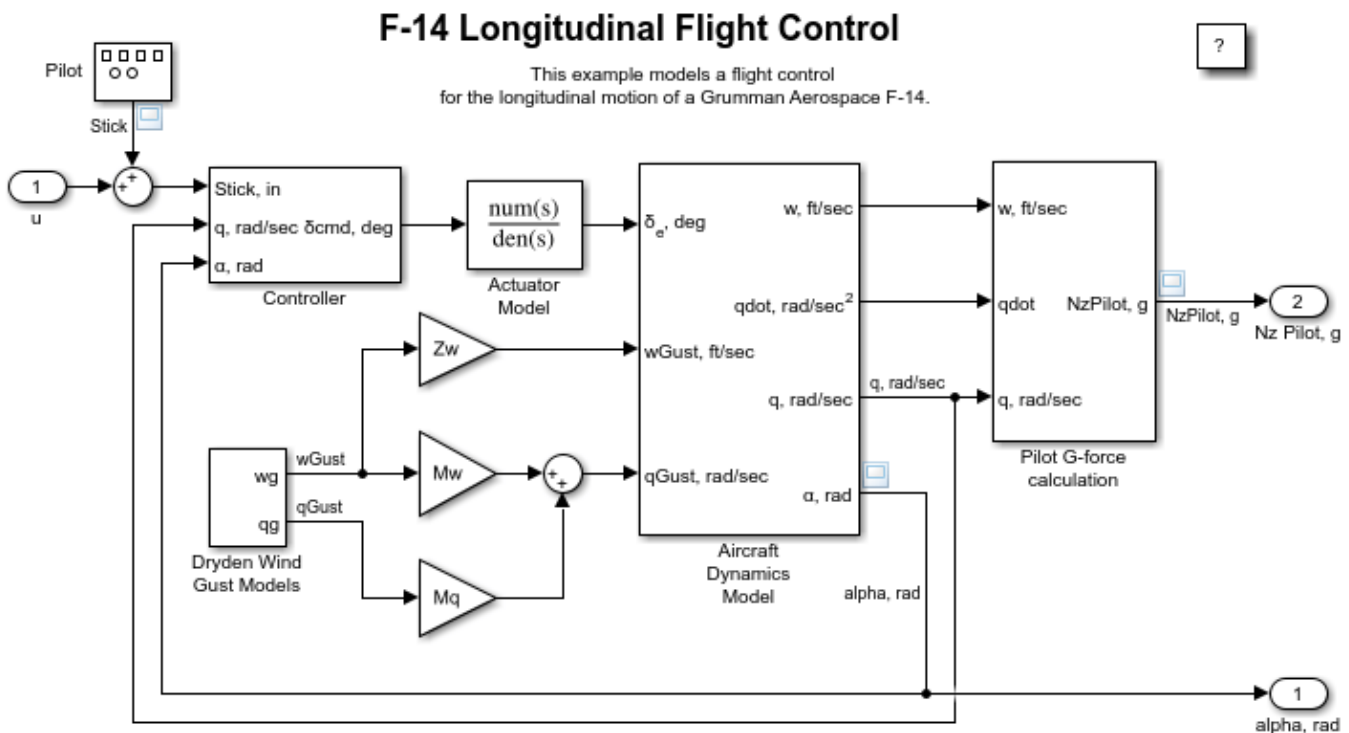 F-14 Longitudinal Flight Control
?
This example models a flight control
for the longitudinal motion of a Grumman Aerospace F-14.
Pilot
Stick
1
u
+
+
Stick, in
q, rad/sec δcmd, deg
α, rad
Controller
num(s)
den(s)
Actuator
Model
δe, deg
w, ft/sec
qdot, rad/sec²
wGust, ft/sec
q, rad/sec
qGust, rad/sec
α, rad
Aircraft
Dynamics
Model
q, rad/sec
w, ft/sec
qdot NzPilot, g
q, rad/sec
Pilot G-force
calculation
NzPilot, g
2
Nz Pilot, g
Zw
wg
qg
wGust
qGust
Dryden Wind
Gust Models
Mw
+
+
Mq
alpha, rad
1
alpha, rad